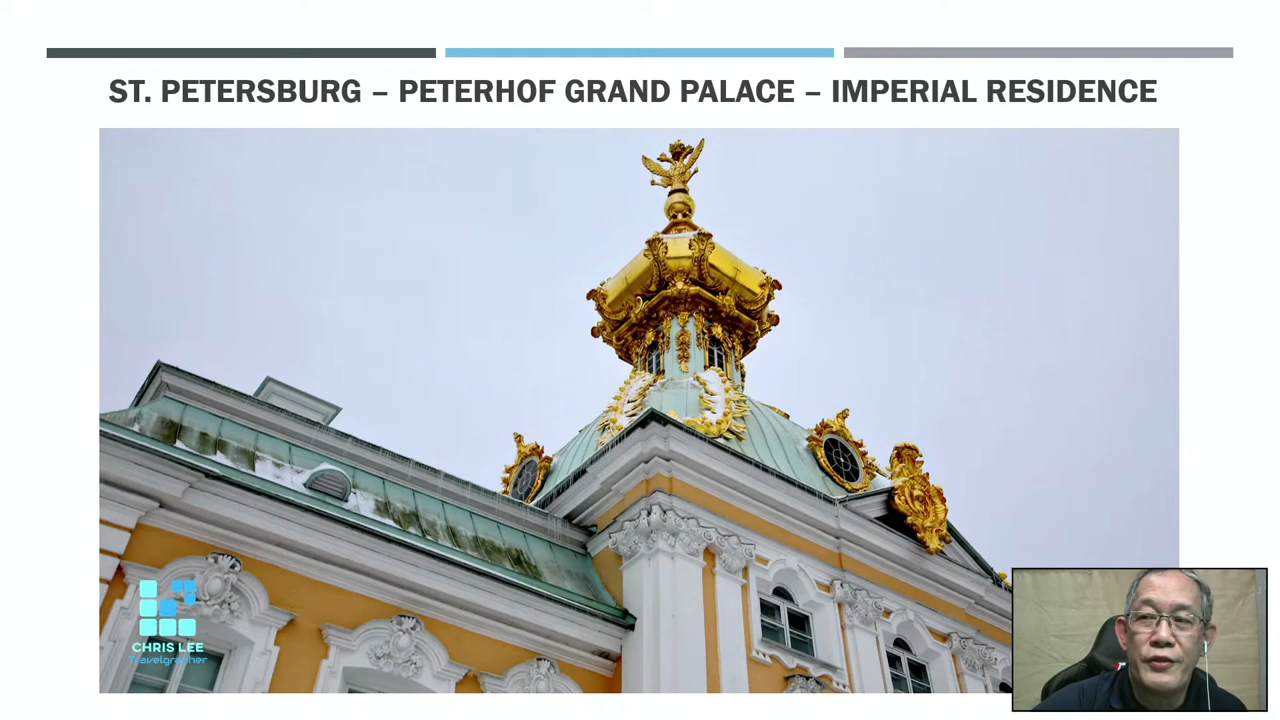 ST. PETERSBURG – PETERHOF GRAND PALACE – IMPERIAL RESIDENCE
CHRIS LEE
Travelgrapher